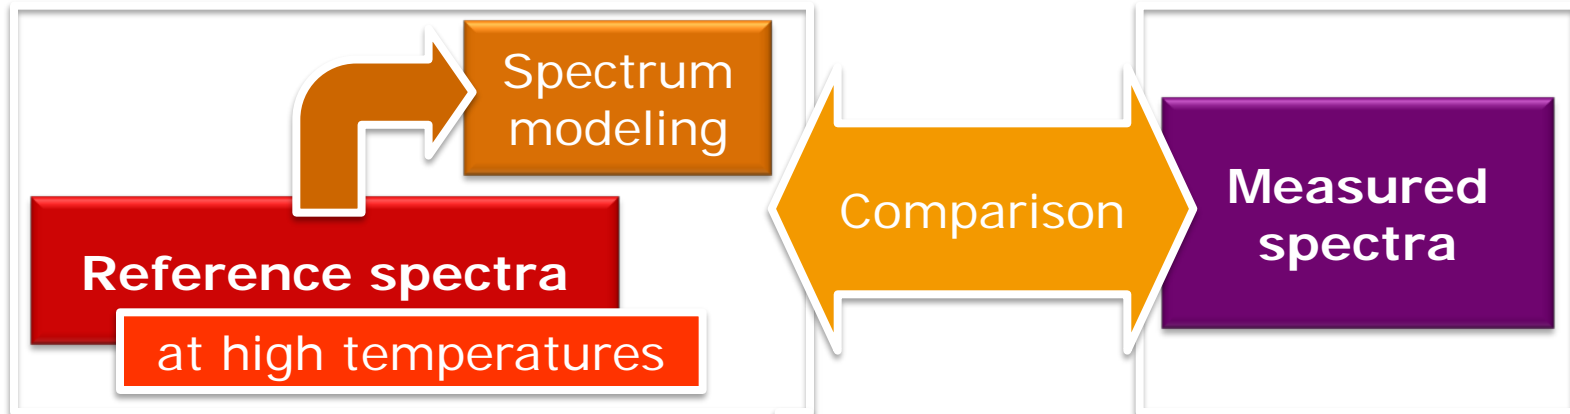 Spectrum
modeling
Reference spectra
at high temperatures
Comparison
Measured
spectra